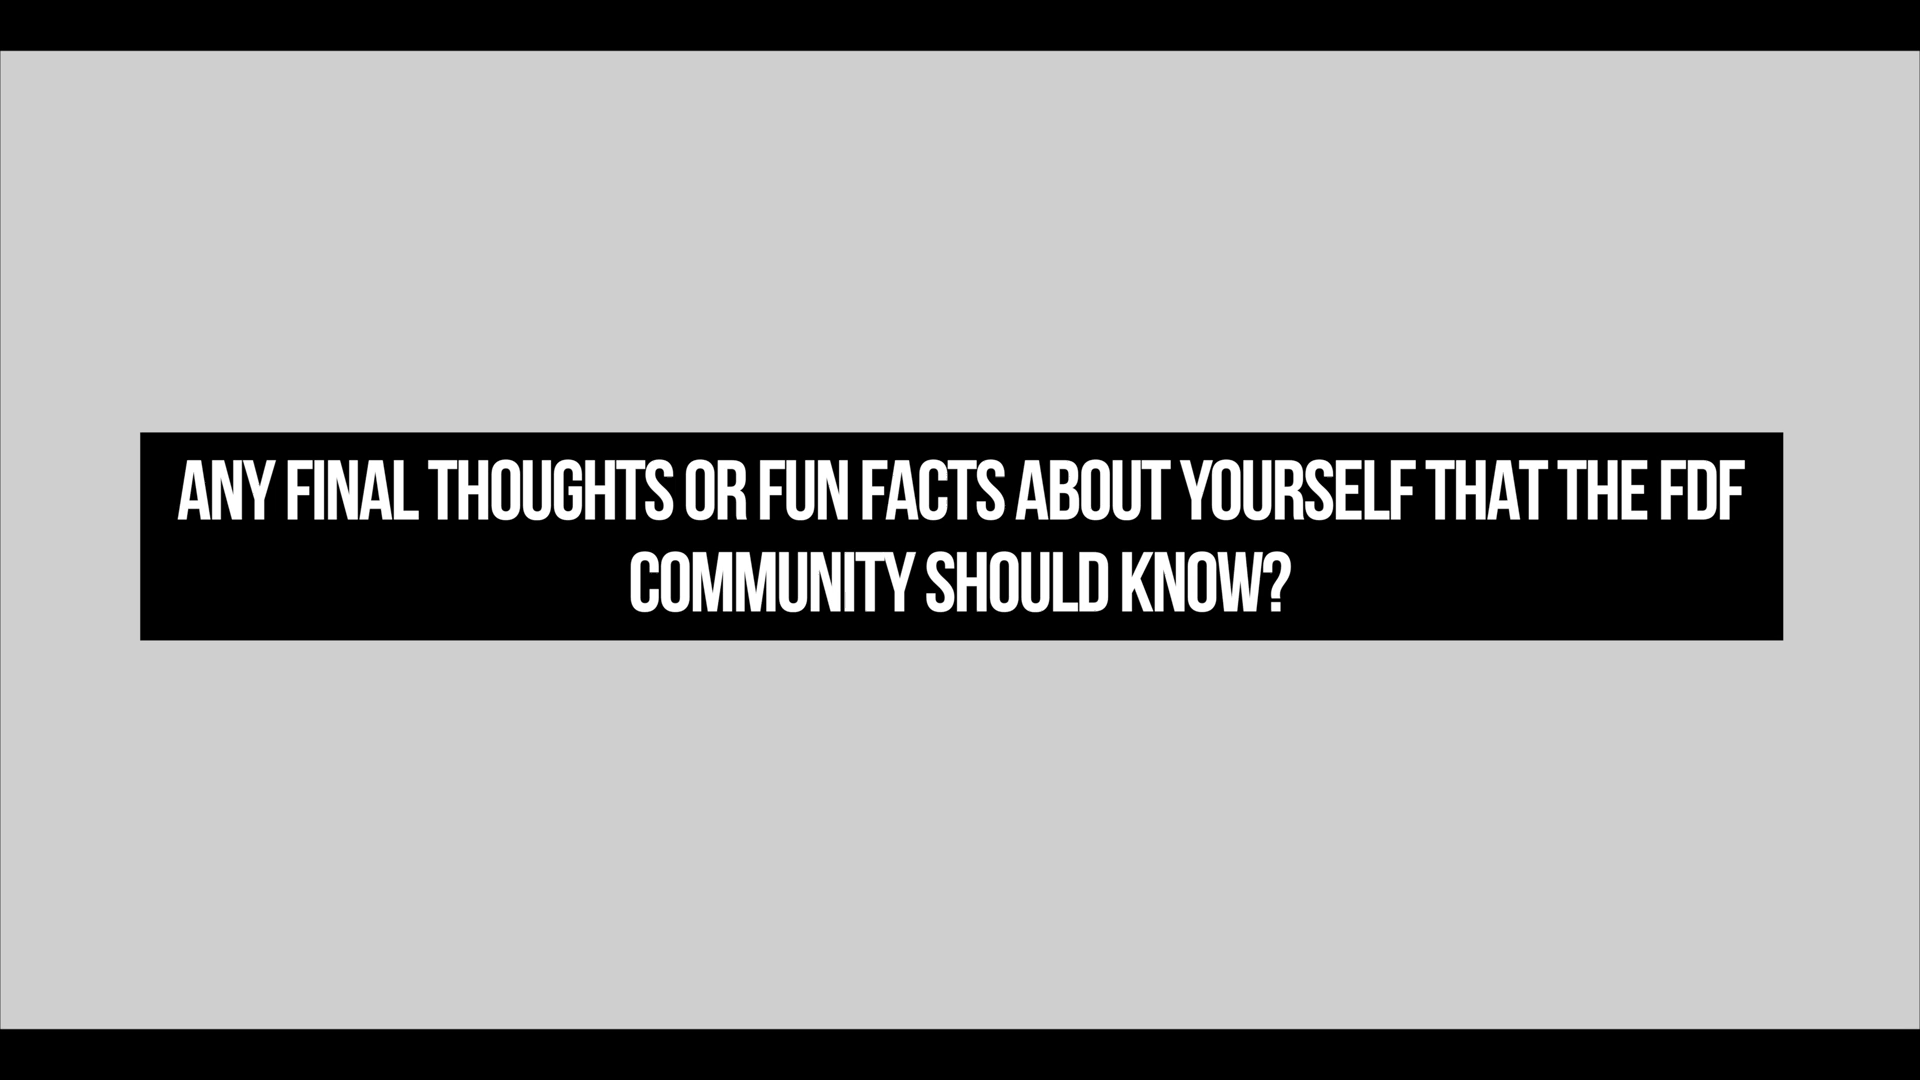 ANY FINAL THOUGHTS OR FUN FACTS ABOUT YOURSELF THAT THE FDF
COMMUNITY SHOULD KNOW?